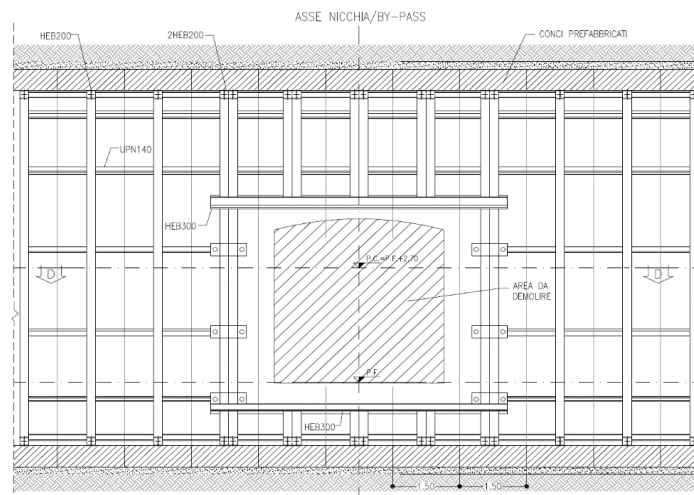 ASSE NICCHIA/BY-PASS
HEB200
2HEB200
CONCI PREFABBRICATI
UPN140
HEB300
P.C.=P.F.+2,70
D
D
AREA DA
DEMOLIRE
P.F.
HEB300
1,50
1,50